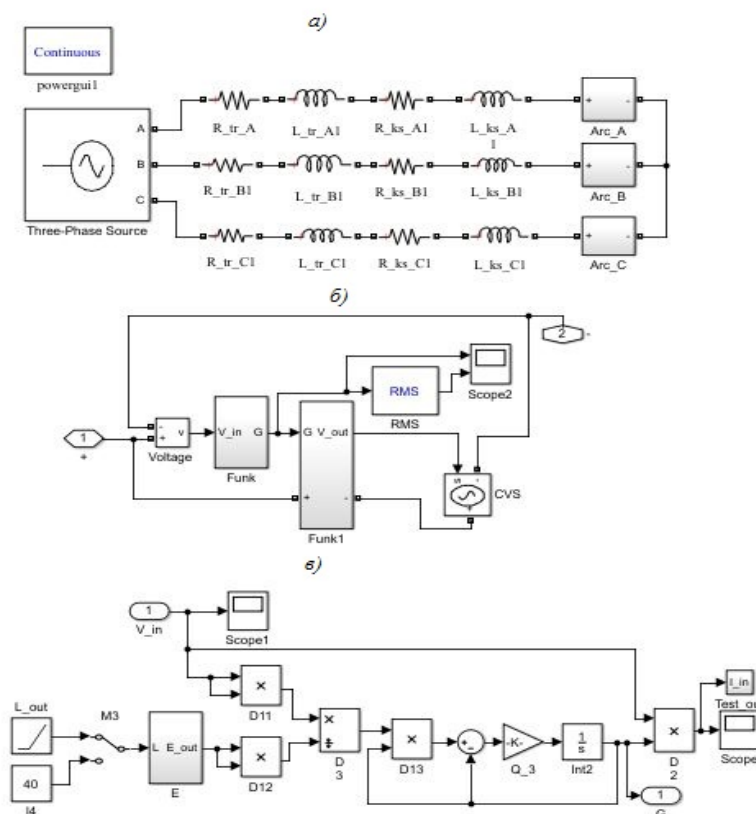 а)
Continuous
powergui1
A
B
C
Three-Phase Source
R_tr_A
L_tr_A1
R_ks_A1
L_ks_A
1
+
-
Arc_A
R_tr_B1
L_tr_B1
R_ks_B1
L_ks_B1
+
-
Arc_B
R_tr_C1
L_tr_C1
R_ks_C1
L_ks_C1
+
-
Arc_C
б)
2
-
Scope2
RMS
RMS
1
+
-
+
v
Voltage
V_in
G
Funk
G
V_out
+
-
Funk1
CVS
в)
1
V_in
Scope1
L_out
M3
40
I4
L
E_out
E
×
D11
×
D12
×
÷
D
3
×
D13
+
-
-K-
Q_3
1
s
Int2
×
D
2
I_in
Test_ou
Scope
1